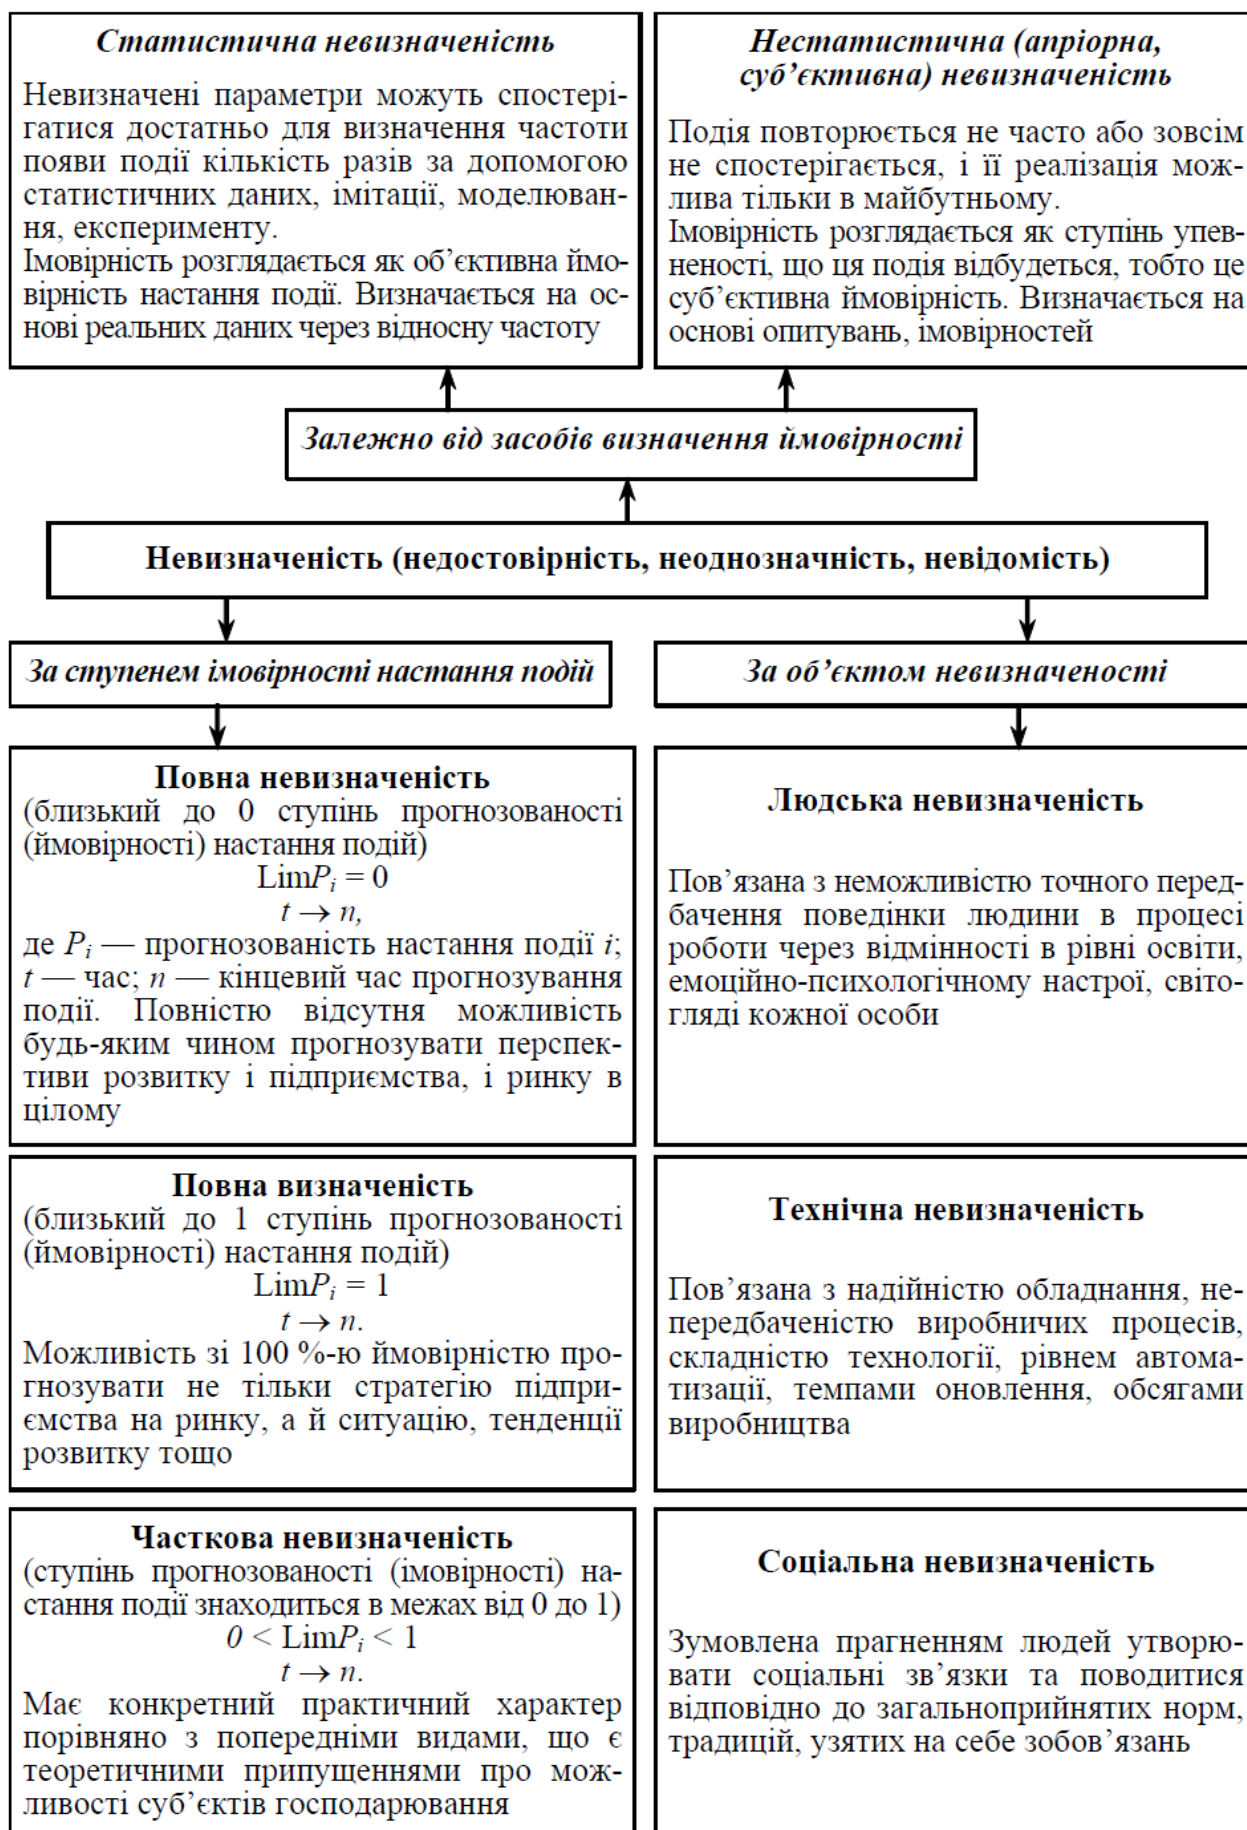 Статистична невизначеність
Невизначені параметри можуть спостері-
гатися достатньо для визначення частоти
появи події кількість разів за допомогою
статистичних даних, імітації, моделюван-
ня, експерименту.
Імовірність розглядається як об’єктивна ймо-
вірність настання події. Визначається на ос-
нові реальних даних через відносну частоту
Нестатистична (апріорна,
суб’єктивна) невизначеність
Подія повторюється не часто або зовсім
не спостерігається, і її реалізація мож-
лива тільки в майбутньому.
Імовірність розглядається як ступінь упев-
неності, що ця подія відбудеться, тобто це
суб’єктивна ймовірність. Визначається на
основі опитувань, імовірностей
Залежно від засобів визначення ймовірності
Невизначеність (недостовірність, неоднозначність, невідомість)
За ступенем імовірності настання подій
За об’єктом невизначеності
Повна невизначеність
(близький до 0 ступінь прогнозованості
(ймовірності) настання подій)
LimPi = 0
t → n,
де Pi — прогнозованість настання події i;
t — час; n — кінцевий час прогнозування
події. Повністю відсутня можливість
будь-яким чином прогнозувати перспек-
тиви розвитку і підприємства, і ринку в
цілому
Людська невизначеність
Пов’язана з неможливістю точного перед-
бачення поведінки людини в процесі
роботи через відмінності в рівні освіти,
емоційно-психологічному настрої, світо-
гляді кожної особи
Повна визначеність
(близький до 1 ступінь прогнозованості
(ймовірності) настання подій)
LimPi = 1
t → n.
Можливість зі 100 %-ю ймовірністю про-
гнозувати не тільки стратегію підпри-
ємства на ринку, а й ситуацію, тенденції
розвитку тощо
Технічна невизначеність
Пов’язана з надійністю обладнання, не-
передбаченістю виробничих процесів,
складністю технології, рівнем автома-
тизації, темпами оновлення, обсягами
виробництва
Часткова невизначеність
(ступінь прогнозованості (імовірності) на-
стання події знаходиться в межах від 0 до 1)
0 < LimPi < 1
t → n.
Має конкретний практичний характер
порівняно з попередніми видами, що є
теоретичними припущеннями про мож-
ливості суб’єктів господарювання
Соціальна невизначеність
Зумовлена прагненням людей утворю-
вати соціальні зв’язки та поводитися
відповідно до загальноприйнятих норм,
традицій, узятих на себе зобов’язань